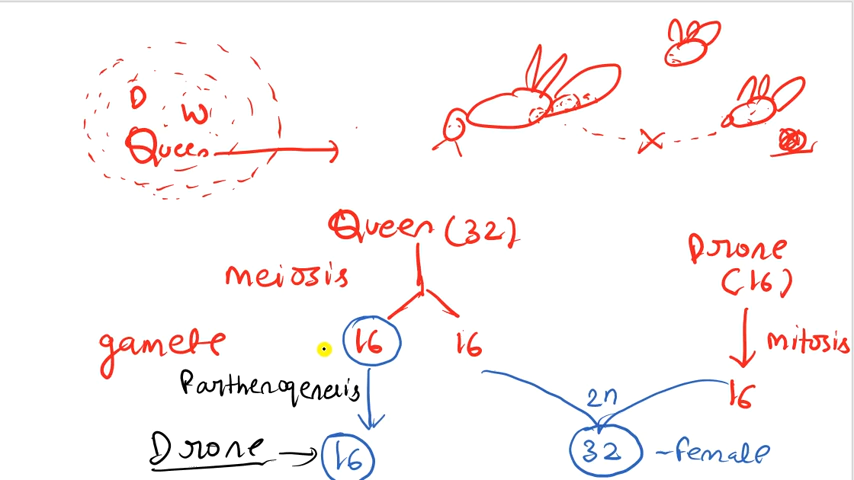 D
W
Queen
Queen (32)
Drone
(16)
meiosis
mitosis
gamete
16
16
16
Parthenogenesis
2n
Drone
16
32
-female